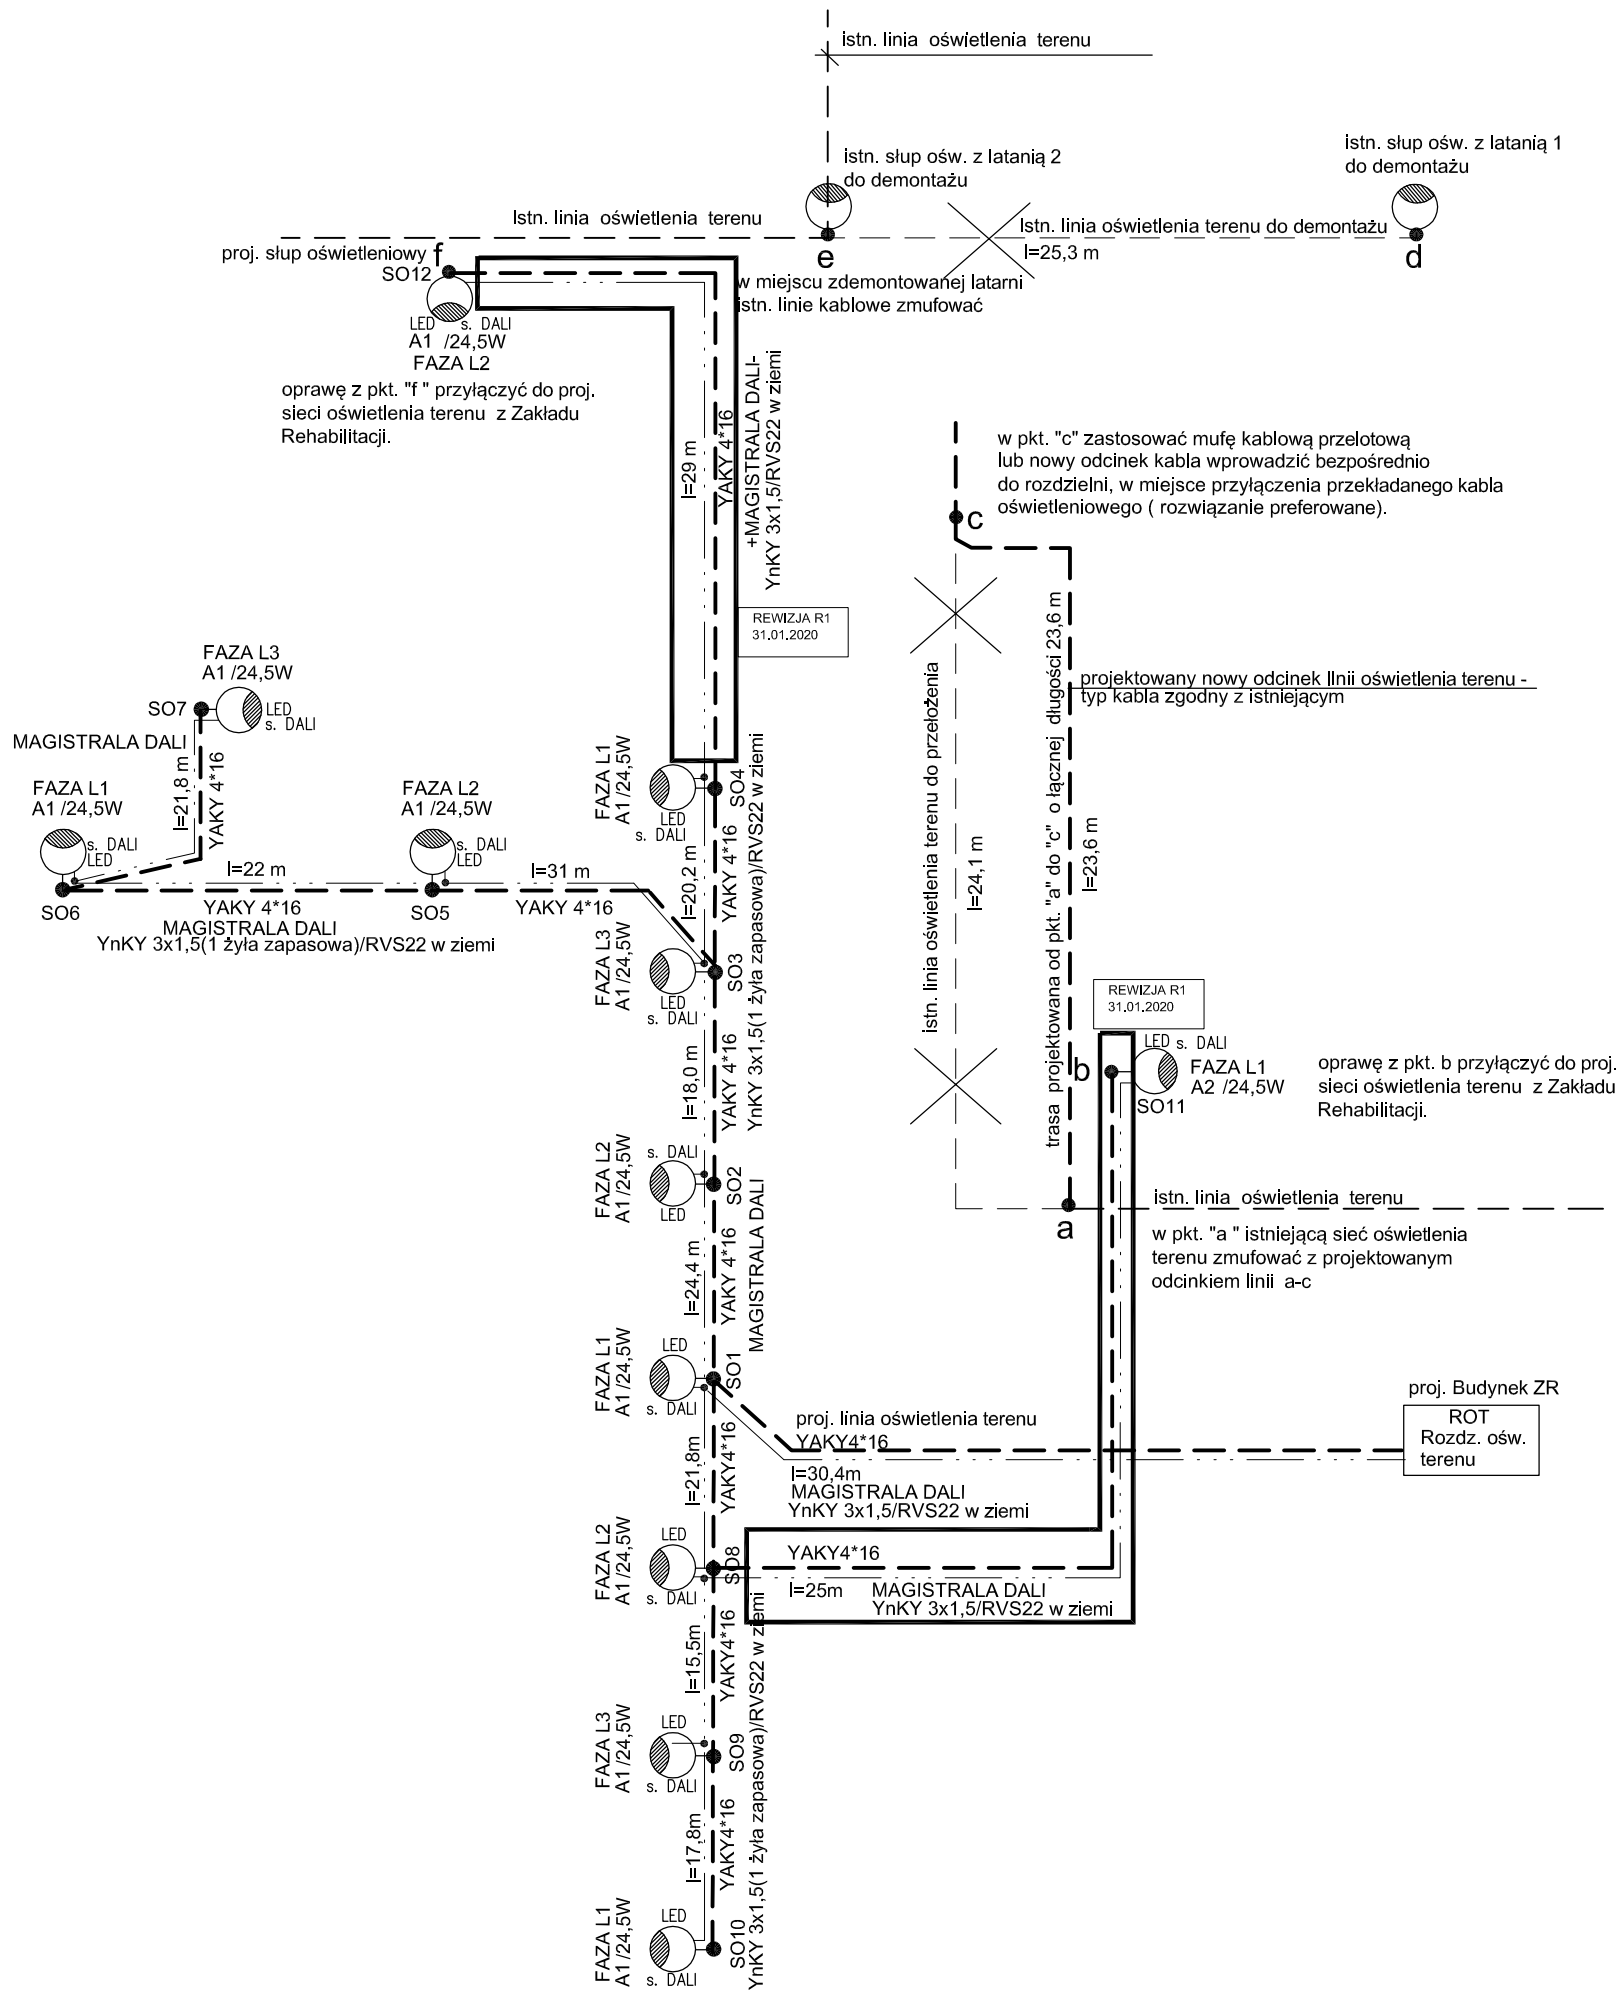 istn. linia oświetlenia terenu
istn. słup ośw. z latanią 2
do demontażu
istn. słup ośw. z latanią 1
do demontażu
Istn. linia oświetlenia terenu
Istn. linia oświetlenia terenu do demontażu
l=25,3 m
e
d
proj. słup oświetleniowy f
SO12
w miejscu zdemontowanej latarni
istn. linie kablowe zmufować
LED s. DALI
A1 /24,5W
FAZA L2
oprawę z pkt. "f " przyłączyć do proj.
sieci oświetlenia terenu z Zakładu
Rehabilitacji.
l=29 m
YAKY 4*16
+MAGISTRALA DALI-
YnKY 3x1,5/RVS22 w ziemi
w pkt. "c" zastosować mufę kablową przelotową
lub nowy odcinek kabla wprowadzić bezpośrednio
do rozdzielni, w miejsce przyłączenia przekładanego kabla
oświetleniowego ( rozwiązanie preferowane).
c
REWIZJA R1
31.01.2020
projektowany nowy odcinek lInii oświetlenia terenu -
typ kabla zgodny z istniejącym
trasa projektowana od pkt. "a" do "c" o łącznej długości 23,6 m
l=23,6 m
istn. linia oświetlenia terenu do przełożenia
l=24,1 m
FAZA L3
A1 /24,5W
SO7
LED
s. DALI
MAGISTRALA DALI
l=21,8 m
YAKY 4*16
FAZA L1
A1 /24,5W
s. DALI
LED
SO6
l=22 m
YAKY 4*16
MAGISTRALA DALI
YnKY 3x1,5(1 żyła zapasowa)/RVS22 w ziemi
FAZA L2
A1 /24,5W
s. DALI
LED
SO5
l=31 m
YAKY 4*16
FAZA L1
A1 /24,5W
LED
s. DALI
SO4
l=20,2 m
YAKY 4*16
YnKY 3x1,5(1 żyła zapasowa)/RVS22 w ziemi
FAZA L3
A1 /24,5W
LED
s. DALI
SO3
l=18,0 m
YAKY 4*16
REWIZJA R1
31.01.2020
LED s. DALI
b
FAZA L1
A2 /24,5W
SO11
oprawę z pkt. b przyłączyć do proj.
sieci oświetlenia terenu z Zakładu
Rehabilitacji.
FAZA L2
A1 /24,5W
s. DALI
LED
SO2
l=24,4 m
YAKY 4*16
MAGISTRALA DALI
istn. linia oświetlenia terenu
a
w pkt. "a " istniejącą sieć oświetlenia
terenu zmufować z projektowanym
odcinkiem linii a-c
FAZA L1
A1 /24,5W
LED
s. DALI
SO1
l=21,8m
YAKY4*16
proj. linia oświetlenia terenu
YAKY4*16
l=30,4m
MAGISTRALA DALI
YnKY 3x1,5/RVS22 w ziemi
proj. Budynek ZR
ROT
Rozdz. ośw.
terenu
FAZA L2
A1 /24,5W
LED
s. DALI
SO8
YAKY4*16
l=25m MAGISTRALA DALI
YnKY 3x1,5/RVS22 w ziemi
l=15,5m
YAKY4*16
YnKY 3x1,5(1 żyła zapasowa)/RVS22 w ziemi
FAZA L3
A1 /24,5W
LED
s. DALI
SO9
l=17,8m
YAKY4*16
FAZA L1
A1 /24,5W
LED
s. DALI
SO10